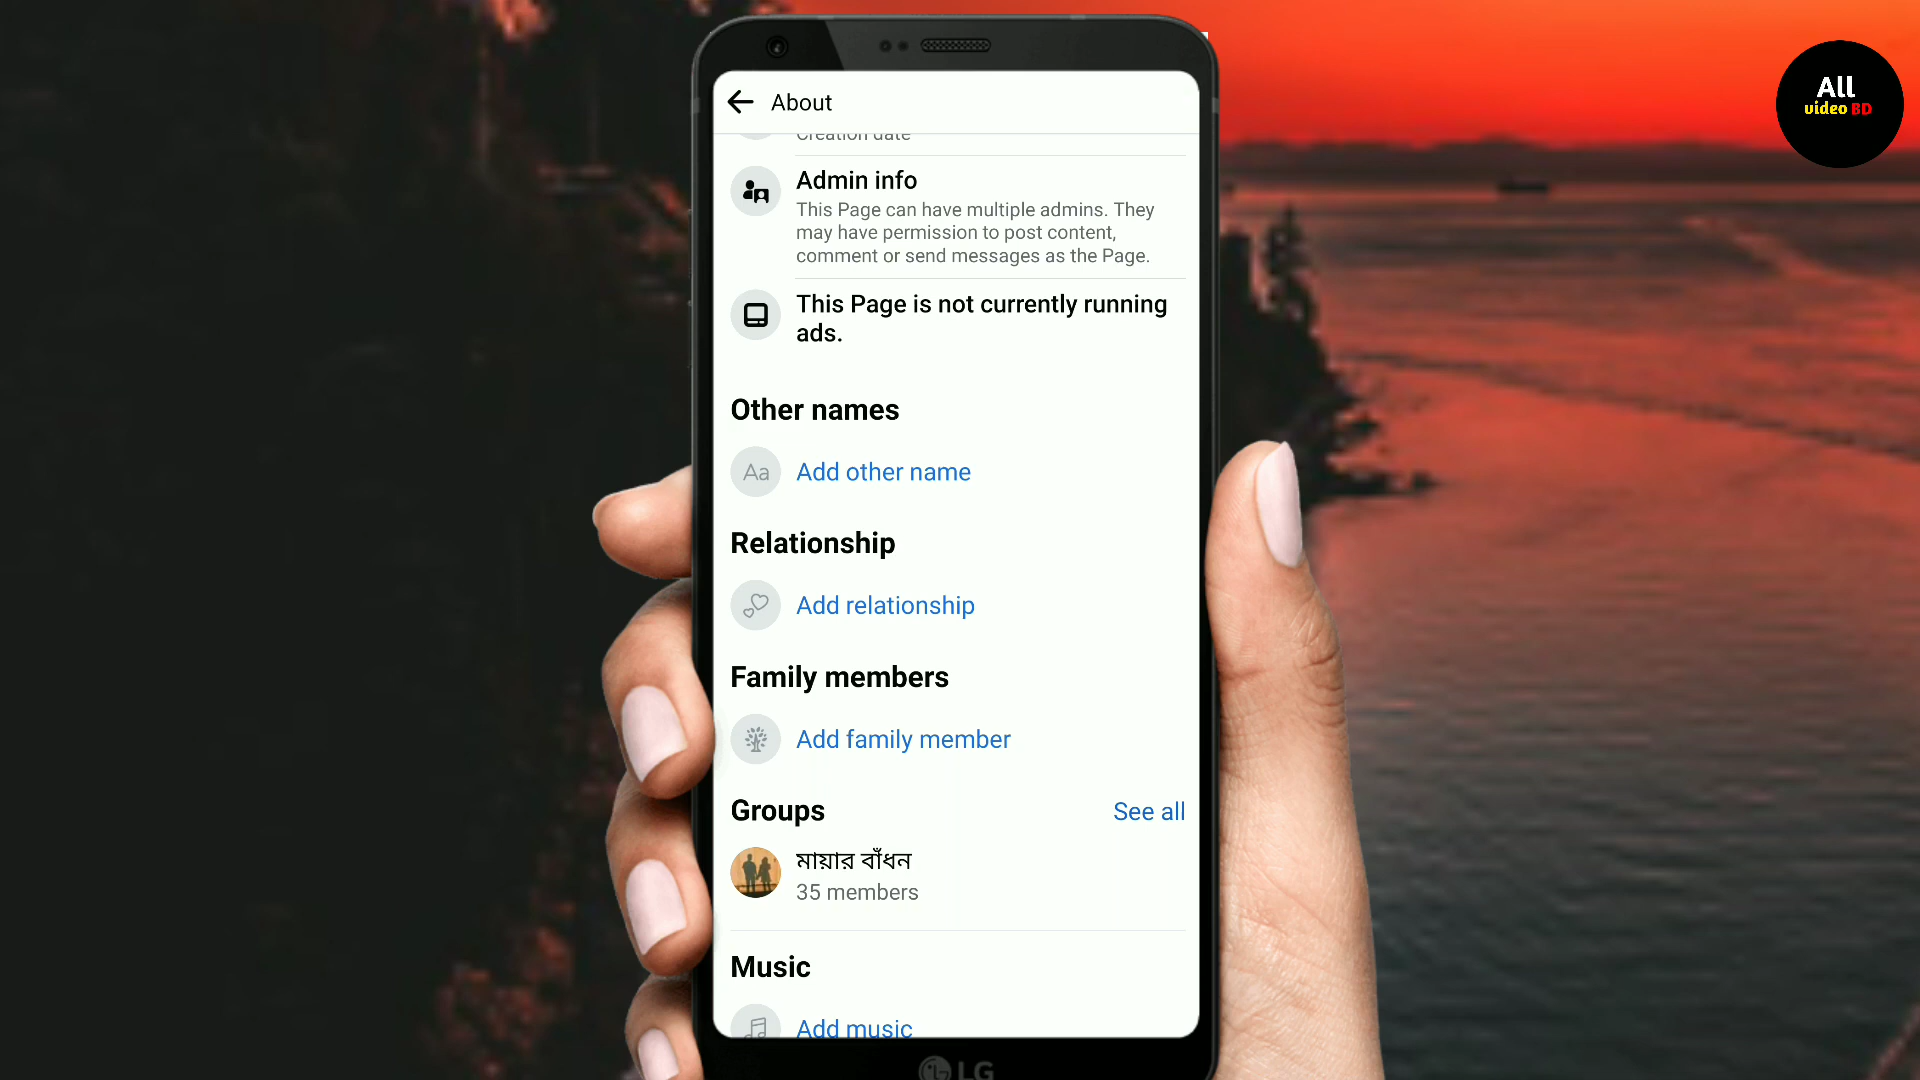 About
Creation date
Admin info
This Page can have multiple admins. They
may have permission to post content,
comment or send messages as the Page.
This Page is not currently running
ads.
Other names
Aa
Add other name
Relationship
Add relationship
Family members
Add family member
Groups
See all
মায়ার বাঁধন
35 members
Music
Add music
LG
All
video BD